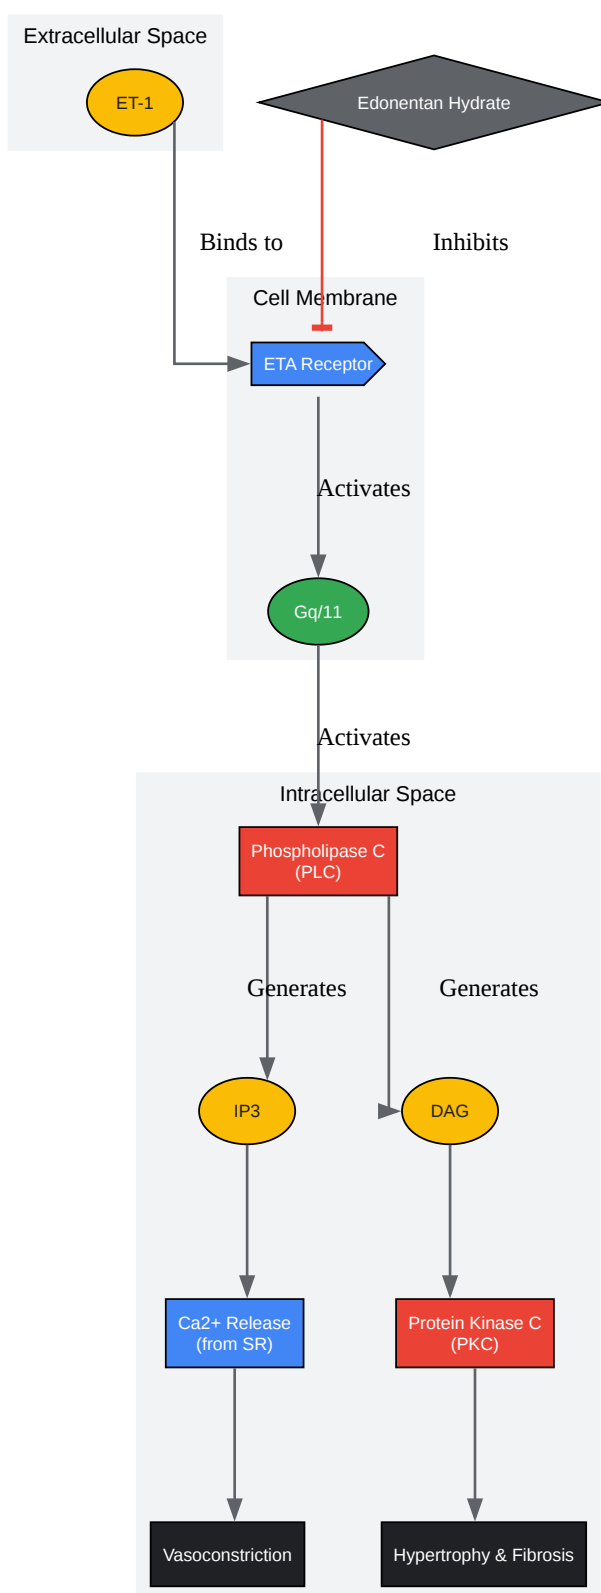 Extracellular Space
ET-1
Edonentan Hydrate
Binds to
Inhibits
Cell Membrane
ETA Receptor
Activates
Gq/11
Activates
Intracellular Space
Phospholipase C
(PLC)
Generates
Generates
IP3
DAG
Ca2+ Release
(from SR)
Protein Kinase C
(PKC)
Vasoconstriction
Hypertrophy & Fibrosis